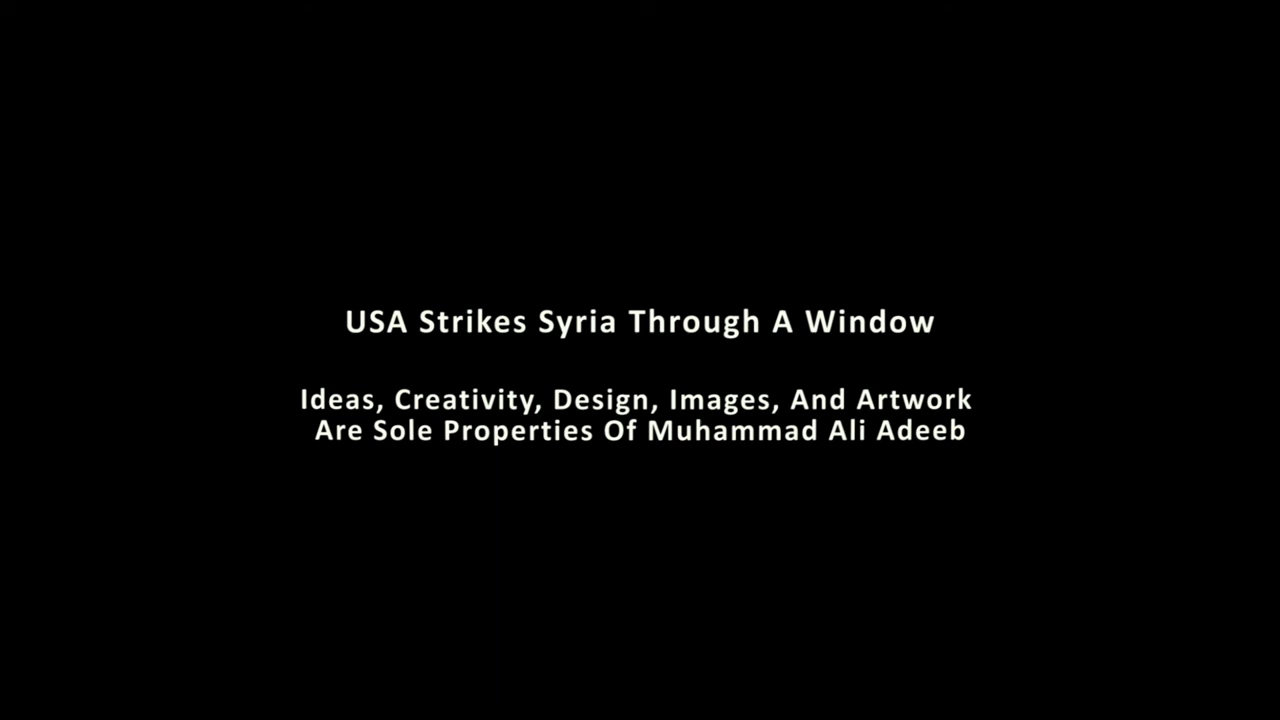 USA Strikes Syria Through A Window
Ideas, Creativity, Design, Images, And Artwork
Are Sole Properties Of Muhammad Ali Adeeb